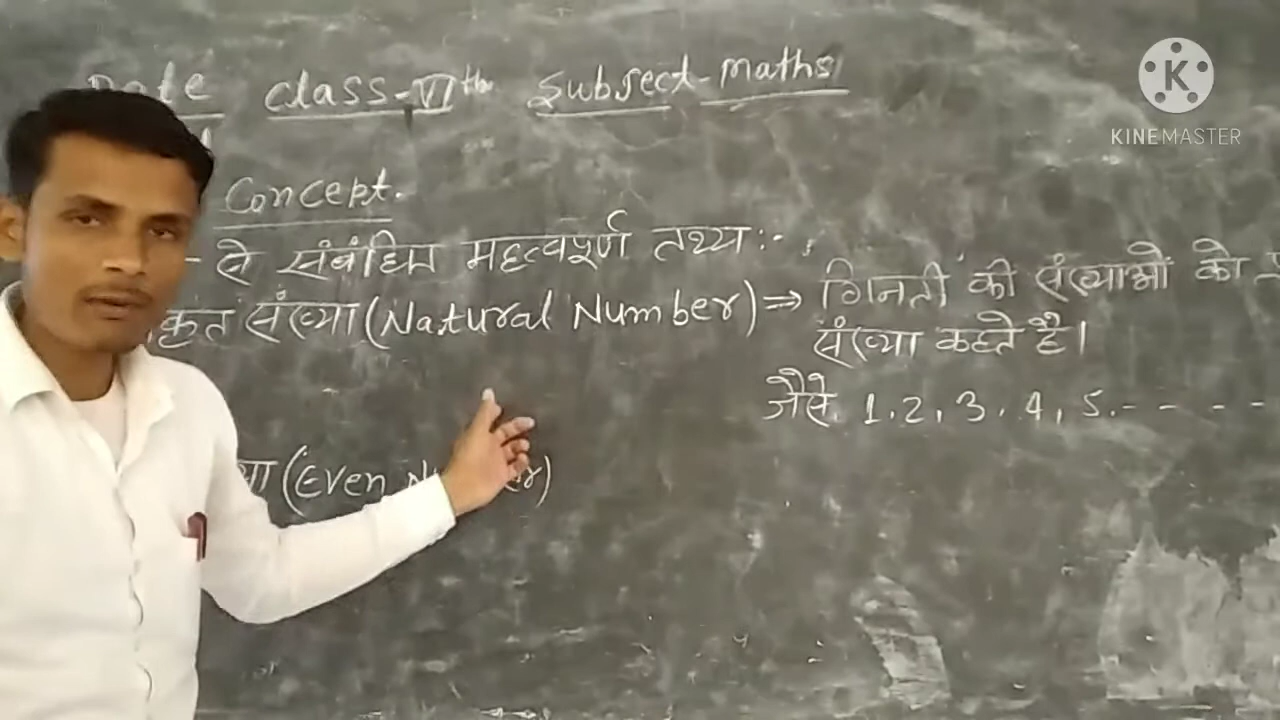 Date class-VIth Subject-maths
Concept.
- से संबंधित महत्वपूर्ण तथ्य:-
कृत संख्या (Natural Number) ⇒ गिनती की संख्याओं को
संख्या कहते है।
जैसे. 1, 2, 3, 4, 5.- - - -
(Even
KINEMASTER